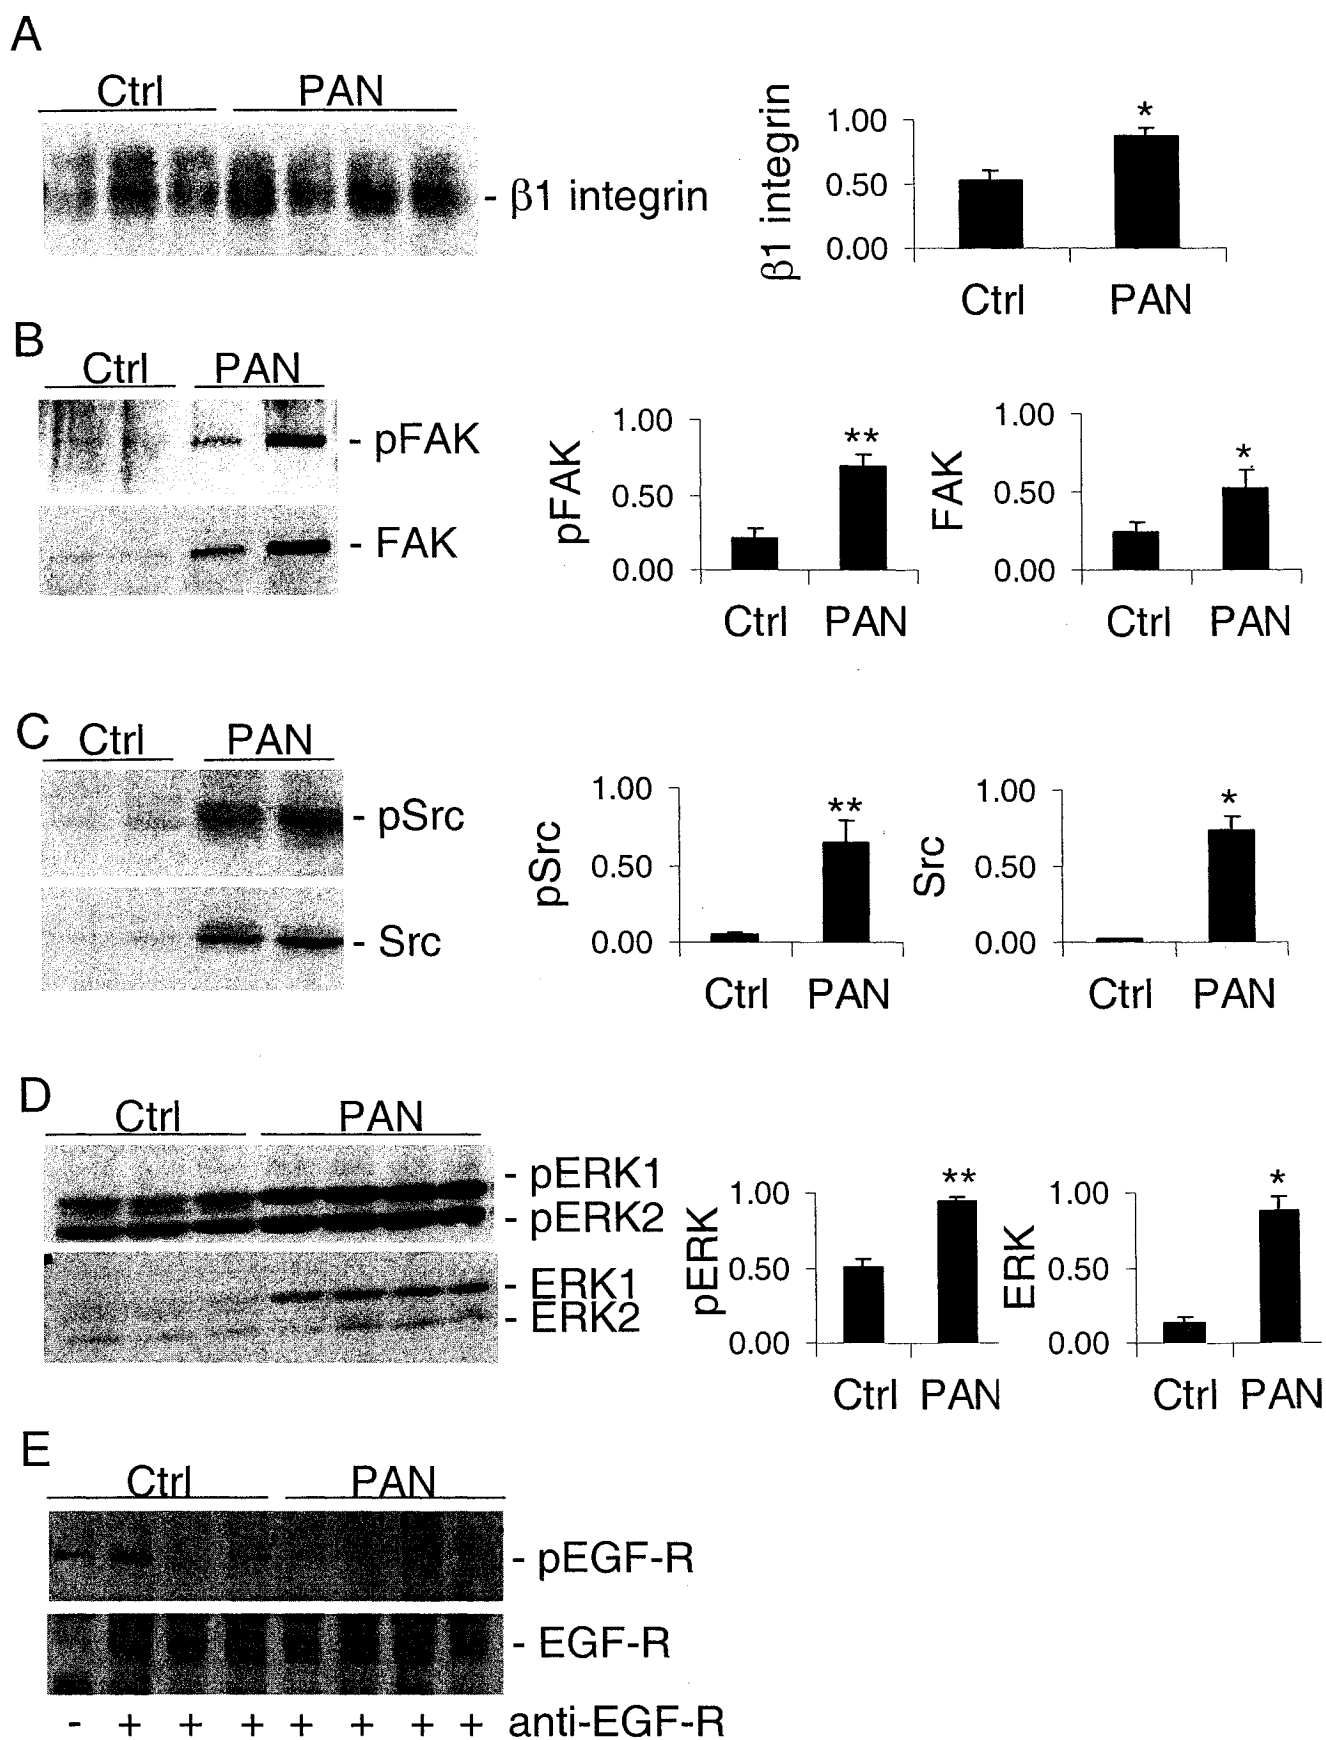 A
Ctrl PAN
- β1 integrin
β1 integrin
1.00
0.50
0.00
*
Ctrl PAN
B
Ctrl PAN
- pFAK
- FAK
pFAK
1.00
0.50
0.00
**
Ctrl PAN
FAK
1.00
0.50
0.00
*
Ctrl PAN
C
Ctrl PAN
- pSrc
- Src
pSrc
1.00
0.50
0.00
**
Ctrl PAN
Src
1.00
0.50
0.00
*
Ctrl PAN
D
Ctrl PAN
- pERK1
- pERK2
- ERK1
- ERK2
pERK
1.00
0.50
0.00
**
Ctrl PAN
ERK
1.00
0.50
0.00
*
Ctrl PAN
E
Ctrl PAN
- pEGF-R
- EGF-R
- + + + + + + + anti-EGF-R